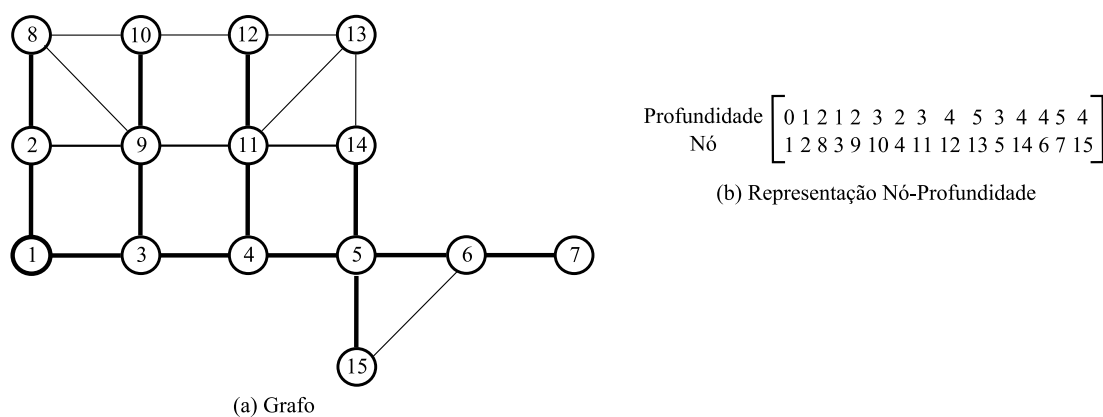 8 10 12 13
2 9 11 14
1 3 4 5 6 7
15
(a) Grafo
Profundidade 0 1 2 1 2 3 2 3 4 5 3 4 4 5 4
Nó 1 2 8 3 9 10 4 11 12 13 5 14 6 7 15
(b) Representação Nó-Profundidade